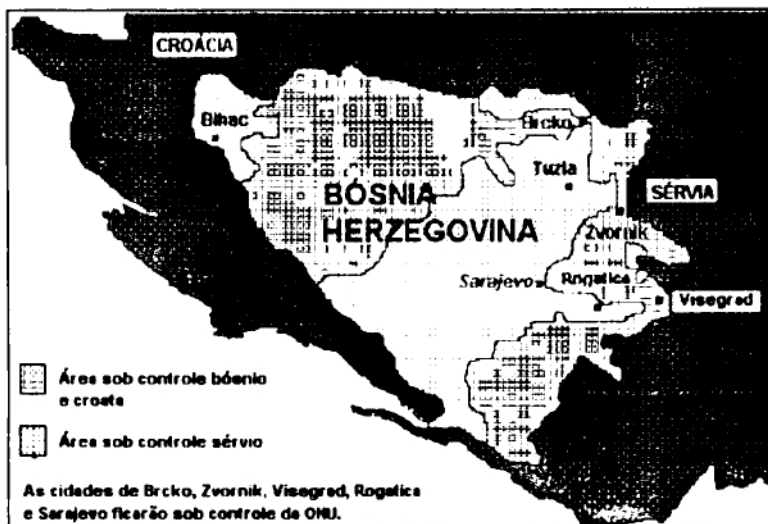 CROÁCIA
Bihac
Brcko
Tuzla
BÓSNIA
HERZEGOVINA
SÉRVIA
Zvornik
Sarajevo
Rogatica
Visegrad
Área sob controle bósnio
e croata
Área sob controle sérvio
As cidades de Brcko, Zvornik, Visegrad, Rogatica
e Sarajevo ficarão sob controle da ONU.